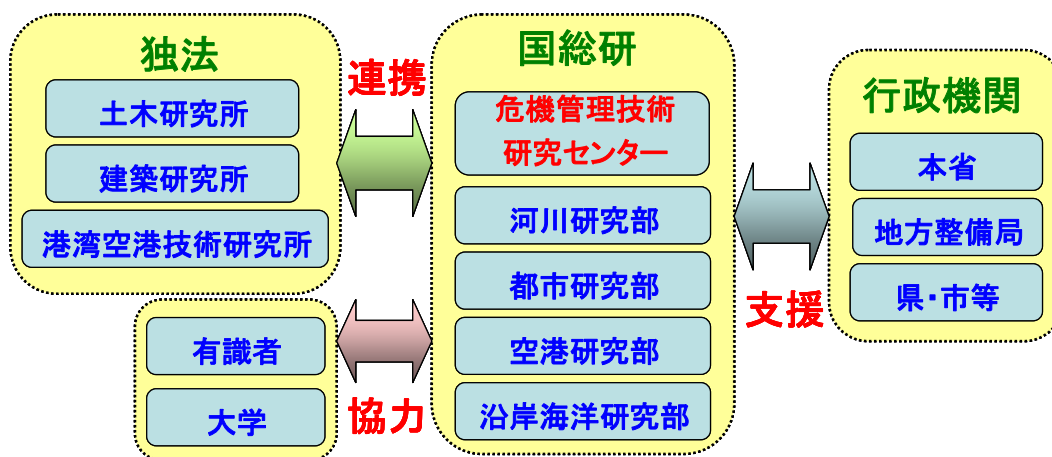 独法
土木研究所
建築研究所
港湾空港技術研究所
有識者
大学
連携
協力
国総研
危機管理技術
研究センター
河川研究部
都市研究部
空港研究部
沿岸海洋研究部
支援
行政機関
本省
地方整備局
県・市等